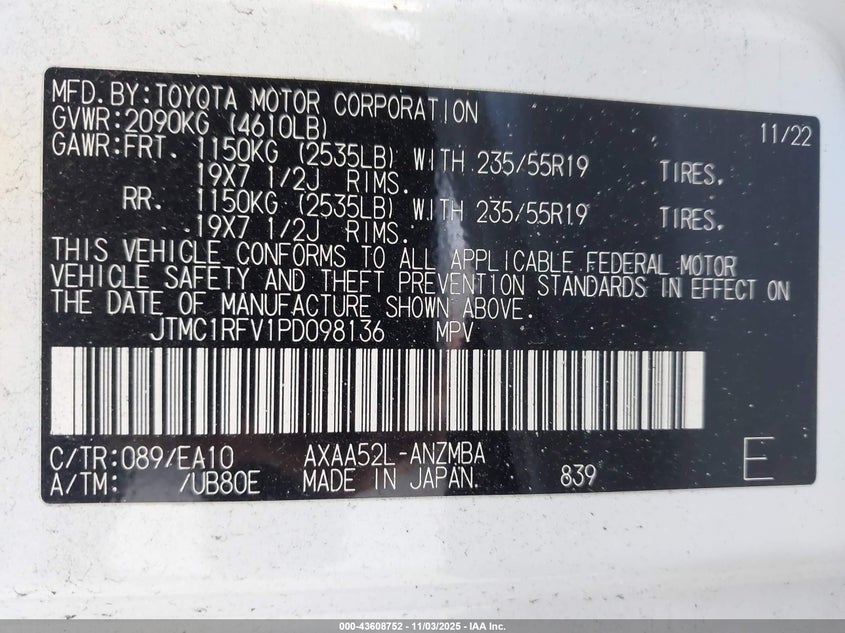 MFD.BY:TOYOTA MOTOR CORPORATION 11/22
GVWR:2090KG (4610LB)
GAWR:FRT. 1150KG (2535LB) WITH 235/55R19 TIRES.
19X7 1/2J RIMS.
RR. 1150KG (2535LB) WITH 235/55R19 TIRES.
19X7 1/2J RIMS.
THIS VEHICLE CONFORMS TO ALL APPLICABLE FEDERAL MOTOR
VEHICLE SAFETY AND THEFT PREVENTION STANDARDS IN EFFECT ON
THE DATE OF MANUFACTURE SHOWN ABOVE.
JTMC1RFV1PD098136 MPV
C/TR:089/EA10 AXAA52L-ANZMBA
A/TM: /UB80E MADE IN JAPAN. 839 E
000-43608752 - 11/03/2025 - IAA Inc.